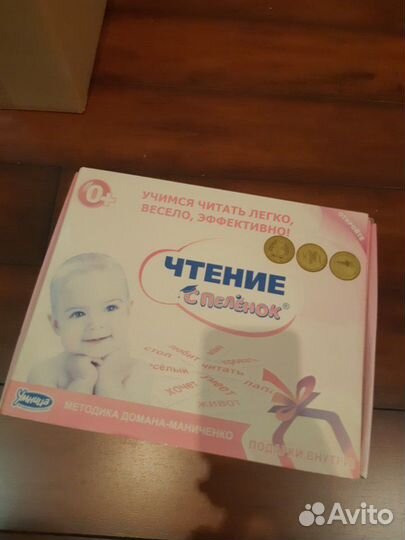 0+
УЧИМСЯ ЧИТАТЬ ЛЕГКО,
ВЕСЕЛО, ЭФФЕКТИВНО!
ЧТЕНИЕ
С ПЕЛЁНОК®
любит
стол
читать
папа
хочет
умеет
живот
Умница
МЕТОДИКА ДОМАНА-МАНИЧЕНКО
ПОДАРКИ ВНУТРИ
Avito